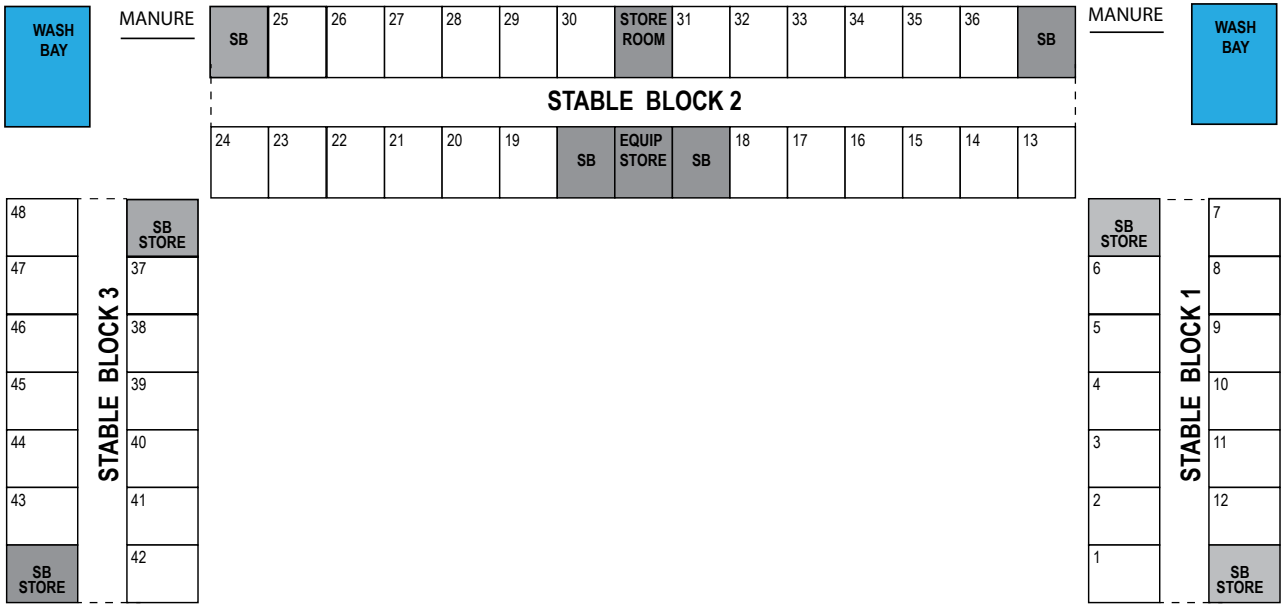 WASH
BAY
MANURE
SB
25
26
27
28
29
30
STORE
ROOM
31
32
33
34
35
36
SB
MANURE
WASH
BAY
STABLE BLOCK 2
24
23
22
21
20
19
SB
EQUIP
STORE
SB
18
17
16
15
14
13
48
47
46
45
44
43
SB
STORE
STABLE BLOCK 3
SB
STORE
37
38
39
40
41
42
SB
STORE
6
5
4
3
2
1
STABLE BLOCK 1
7
8
9
10
11
12
SB
STORE